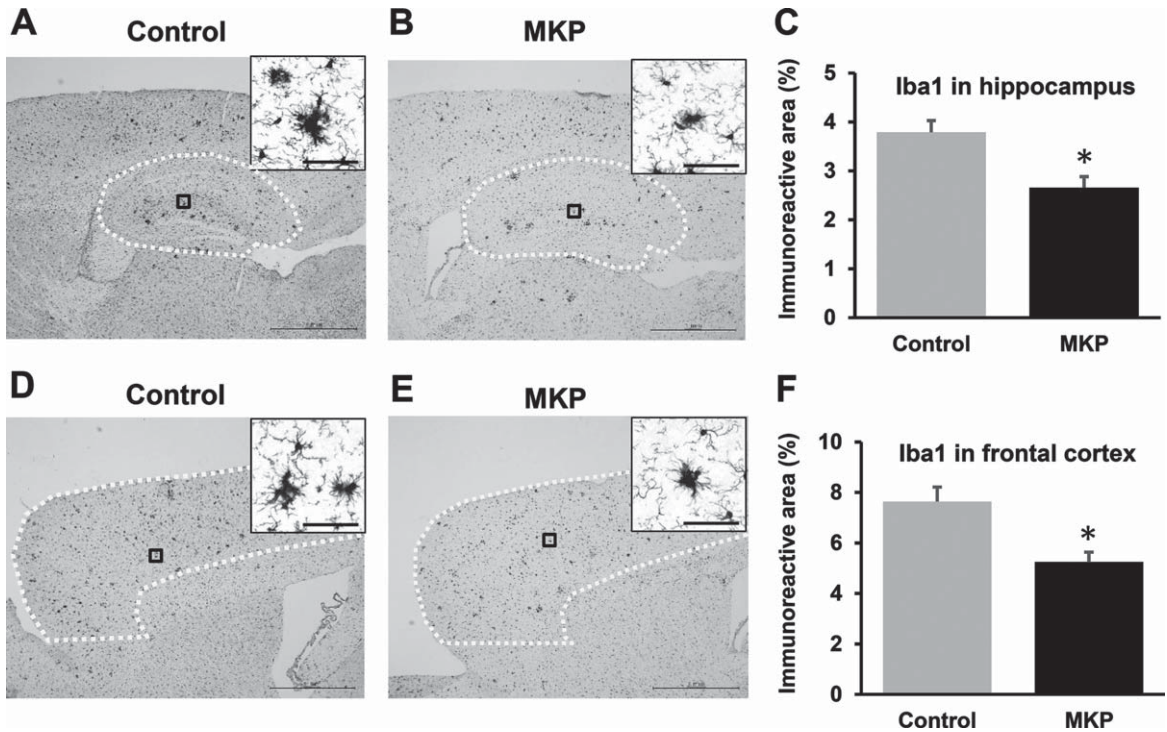 A
Control
B
MKP
C
Iba1 in hippocampus
Immunoreactive area (%)
5
4
3
2
1
0
*
Control
MKP
D
Control
E
MKP
F
Iba1 in frontal cortex
Immunoreactive area (%)
10
8
6
4
2
0
*
Control
MKP